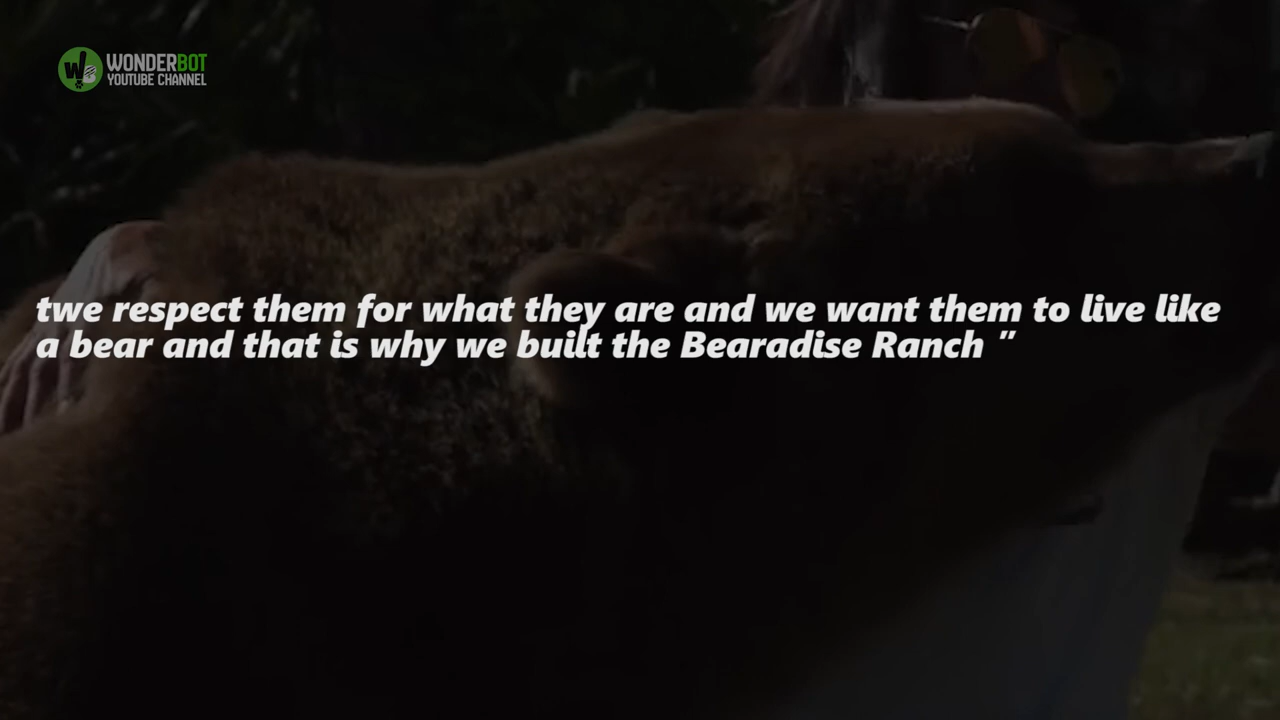 WONDERBOT
YOUTUBE CHANNEL
twe respect them for what they are and we want them to live like
a bear and that is why we built the Bearadise Ranch "